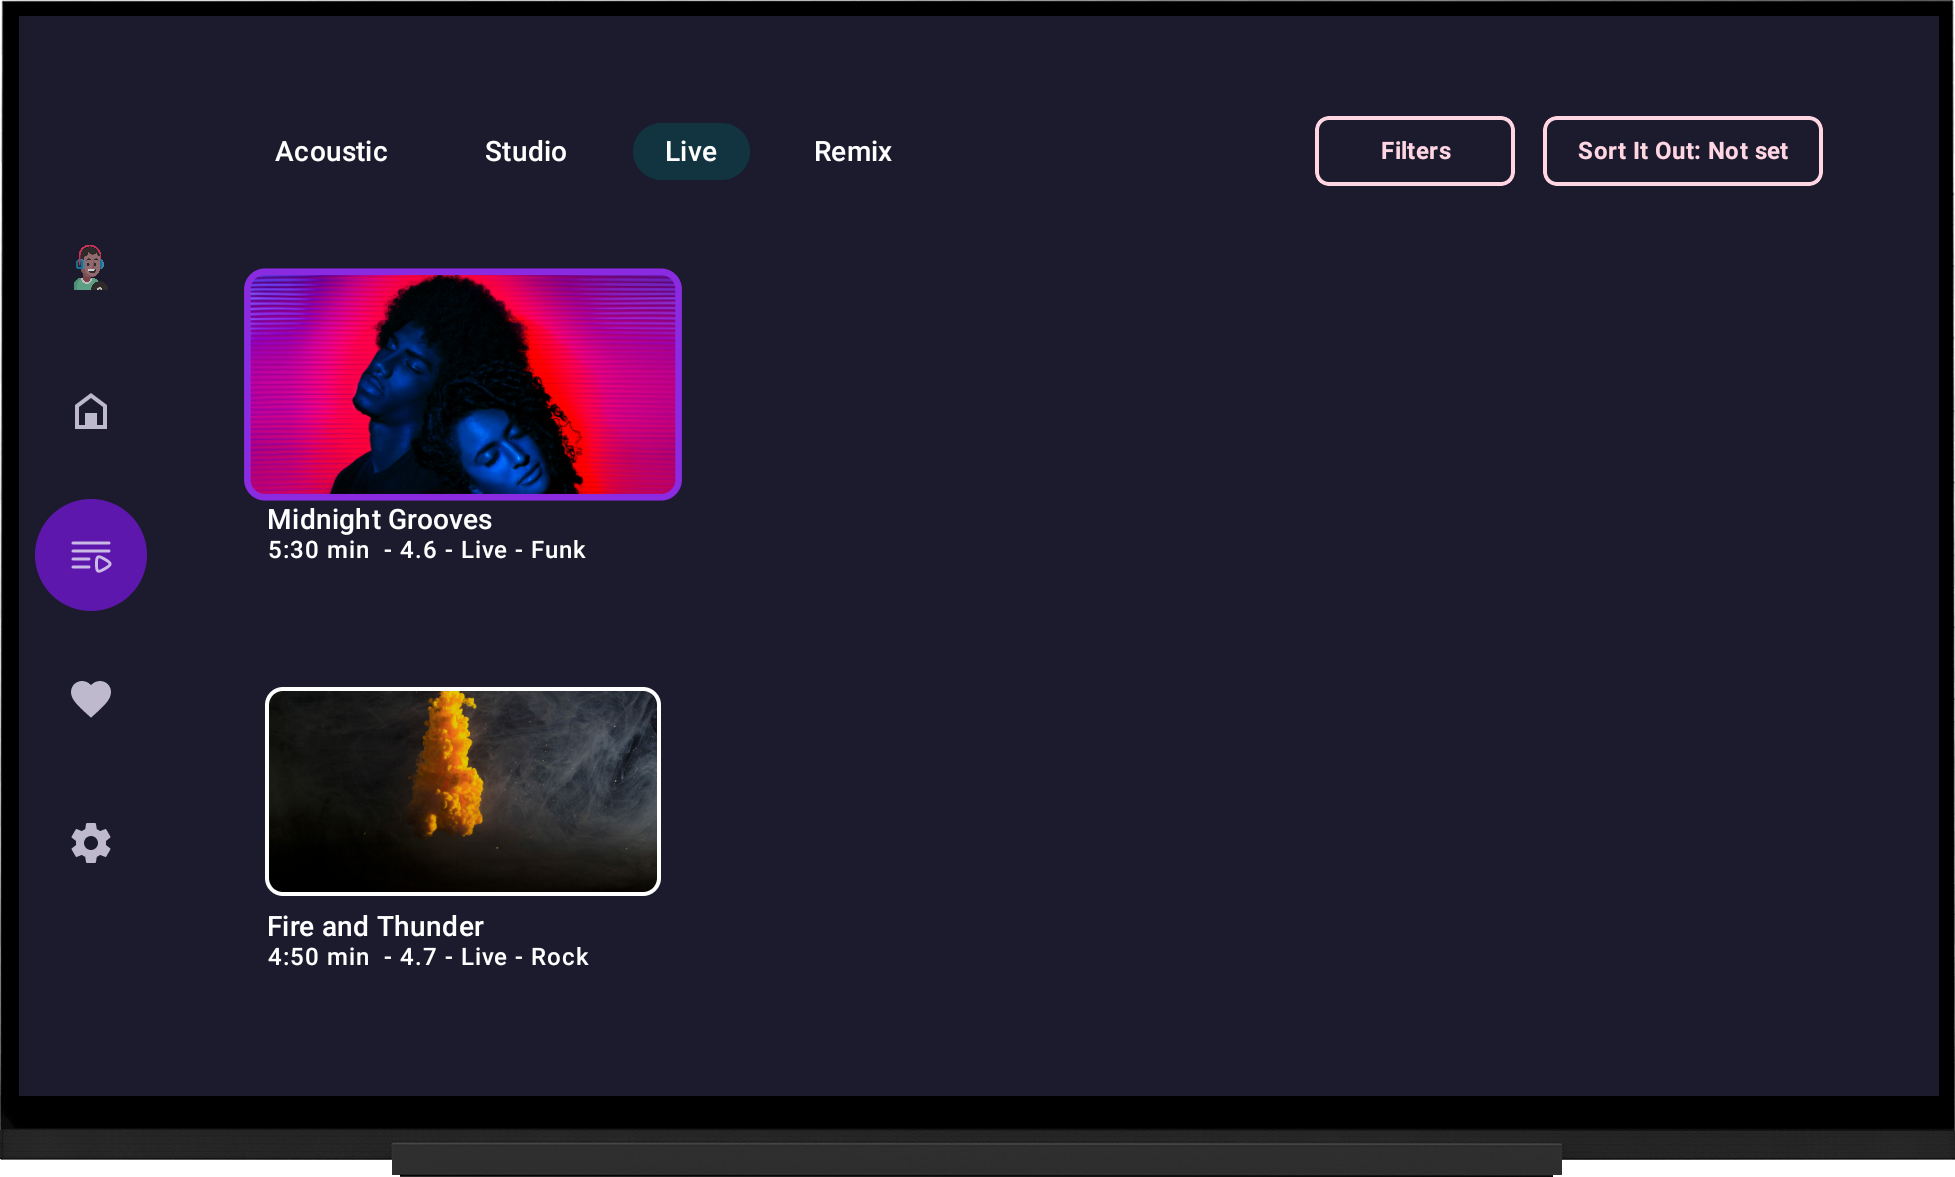 Acoustic Studio Live Remix Filters Sort It Out: Not set
Midnight Grooves
5:30 min - 4.6 - Live - Funk
Fire and Thunder
4:50 min - 4.7 - Live - Rock